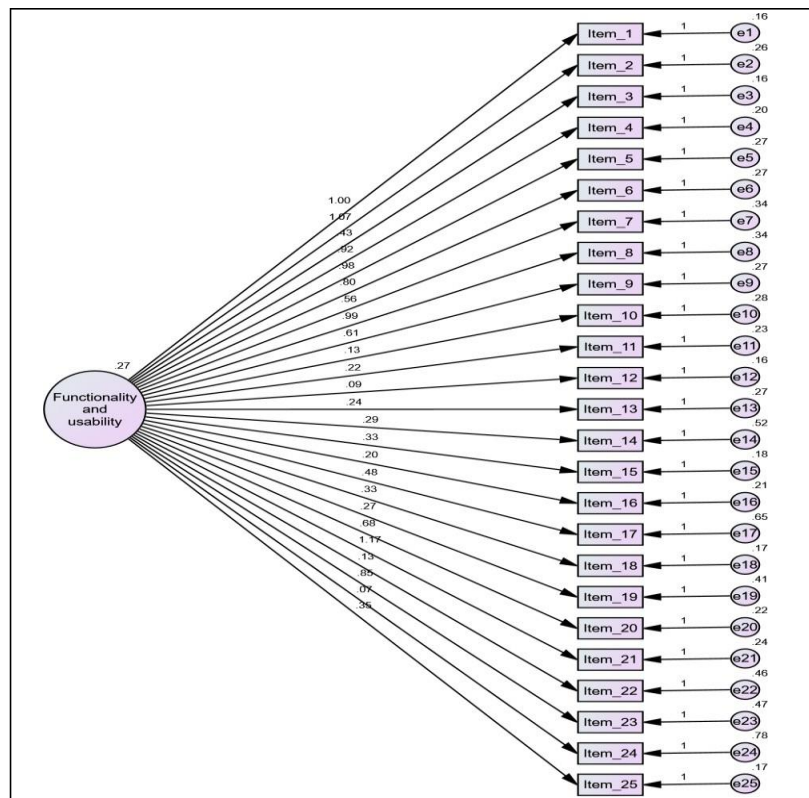 .16
Item_1 1 e1
.26
Item_2 1 e2
.16
Item_3 1 e3
.20
Item_4 1 e4
.27
Item_5 1 e5
.27
Item_6 1 e6
.34
Item_7 1 e7
.34
Item_8 1 e8
.27
Item_9 1 e9
.28
Item_10 1 e10
.23
Item_11 1 e11
.16
Item_12 1 e12
.27
Item_13 1 e13
.52
Item_14 1 e14
.18
Item_15 1 e15
.21
Item_16 1 e16
.65
Item_17 1 e17
.17
Item_18 1 e18
.41
Item_19 1 e19
.22
Item_20 1 e20
.24
Item_21 1 e21
.46
Item_22 1 e22
.47
Item_23 1 e23
.78
Item_24 1 e24
.17
Item_25 1 e25
1.00
1.07
.43
.92
.98
.80
.56
.99
.61
.13
.22
.09
.24
.29
.33
.20
.48
.33
.27
.68
1.17
.13
.85
.07
.35
.27
Functionality
and
usability